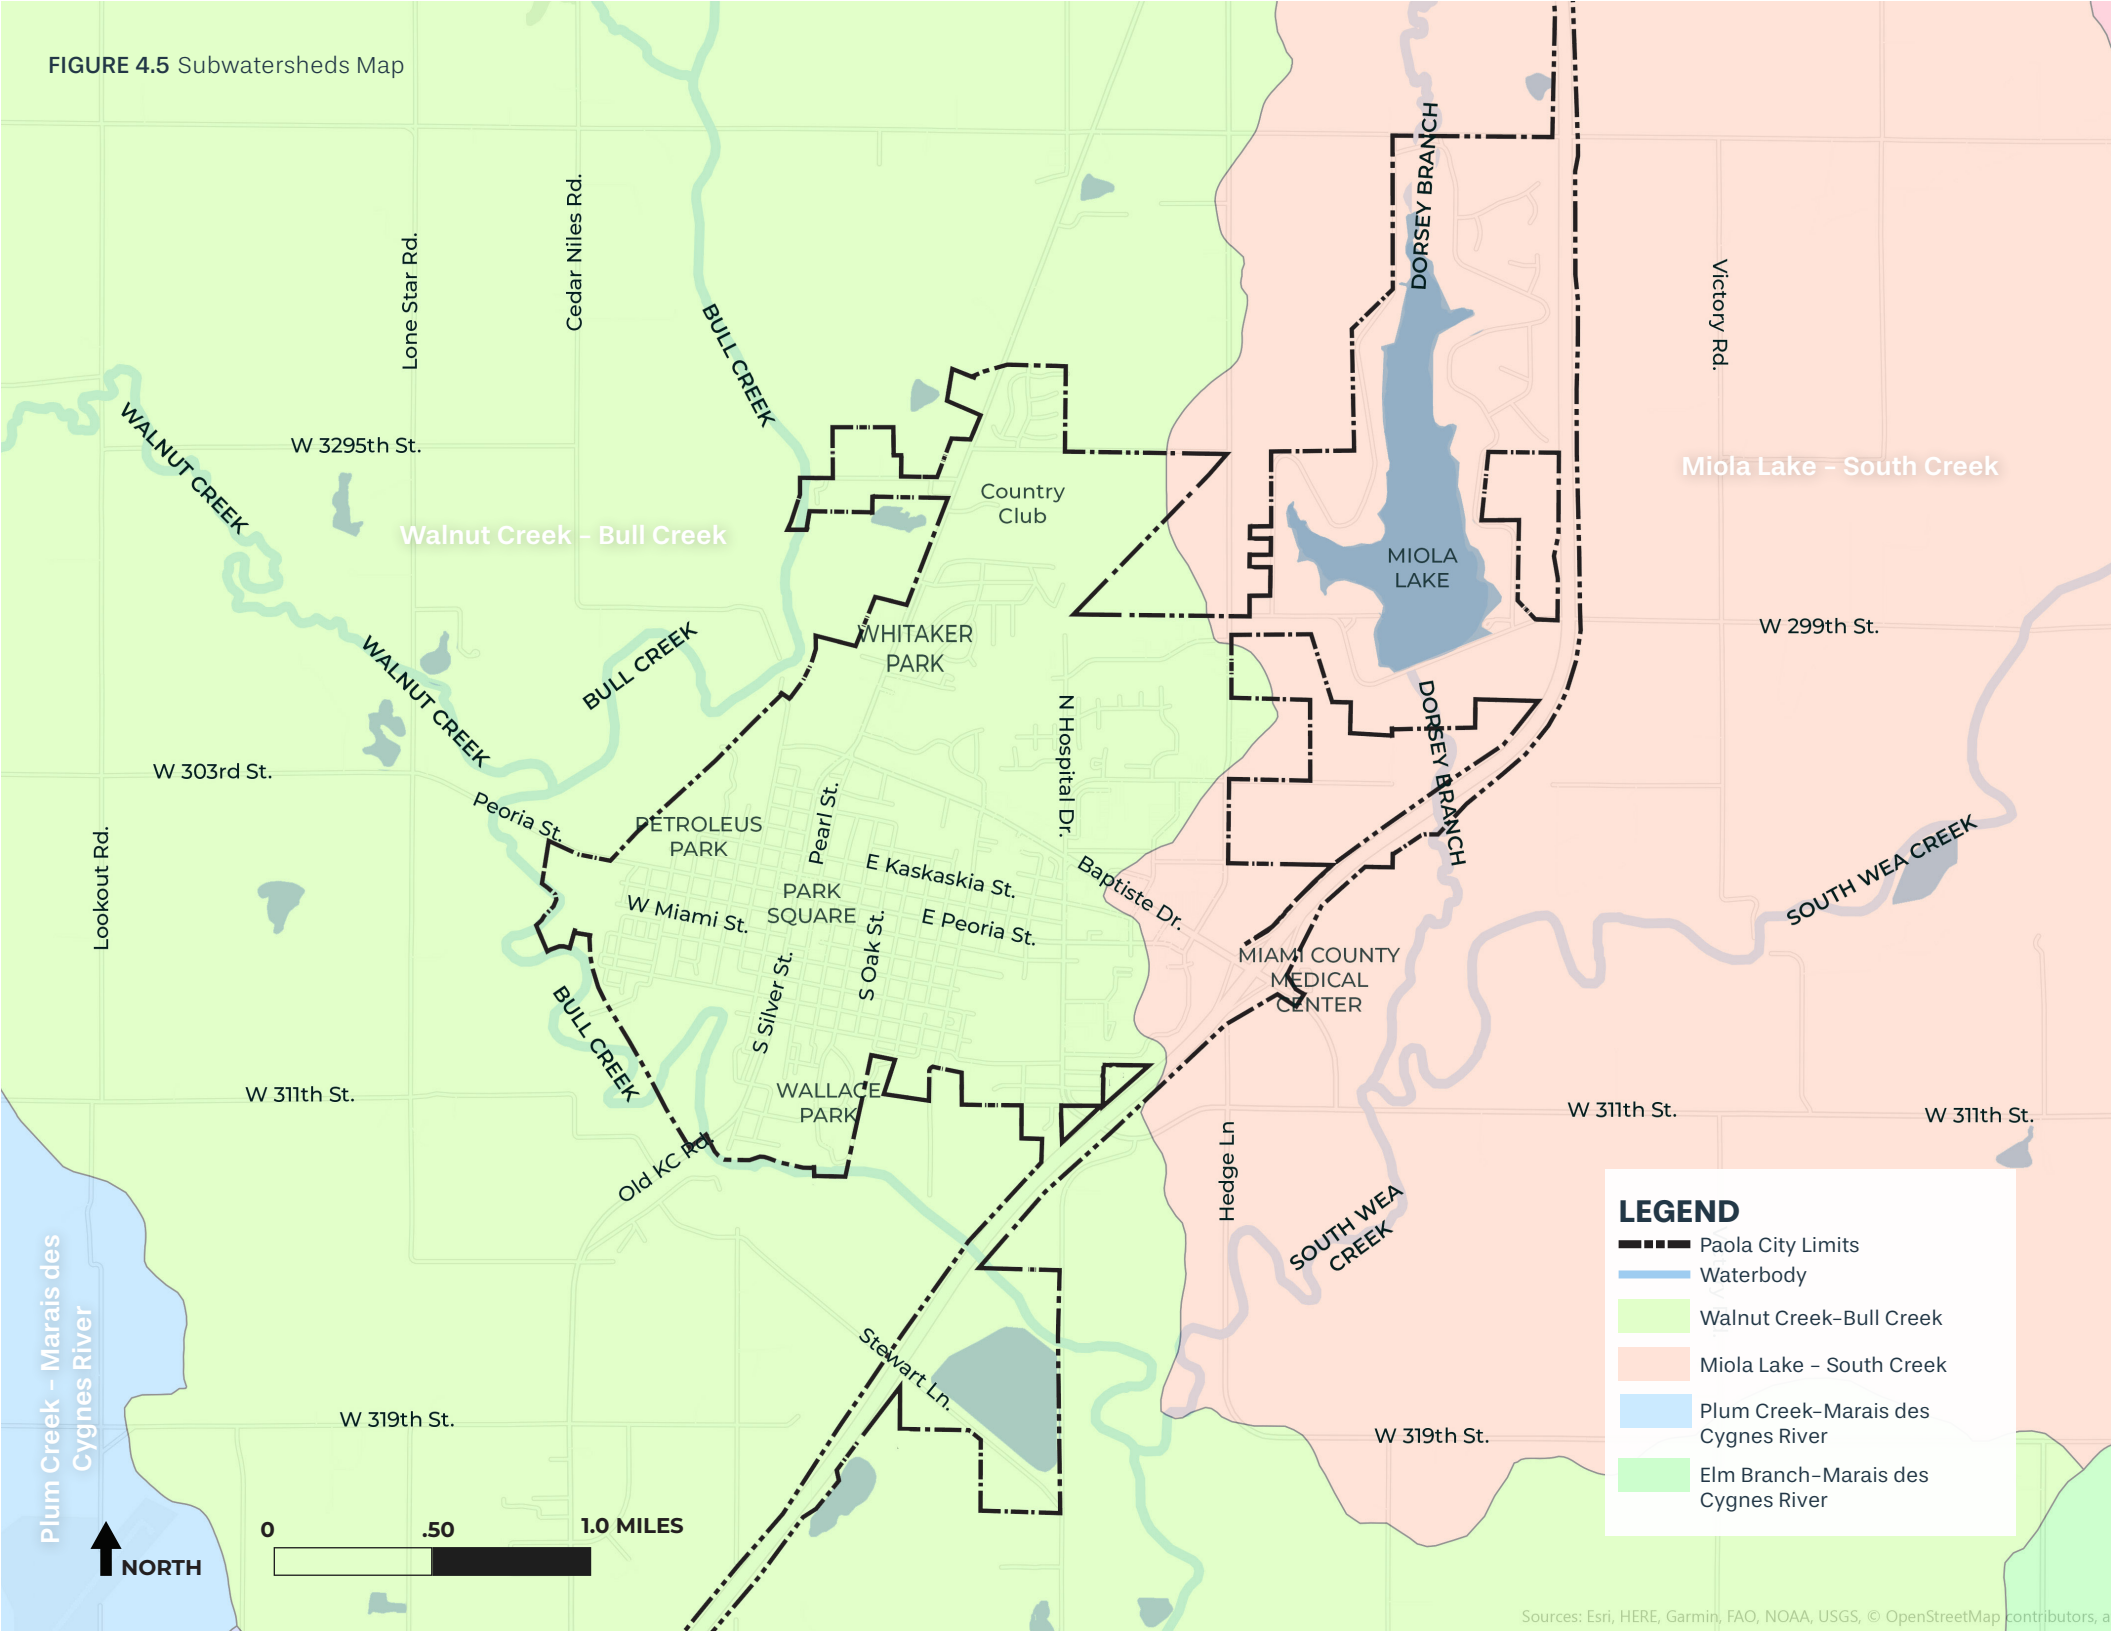 FIGURE 4.5 Subwatersheds Map
DORSEY BRANCH
Cedar Niles Rd.
Lone Star Rd.
Victory Rd.
BULL CREEK
WALNUT CREEK
W 3295th St.
Miola Lake - South Creek
Country
Club
Walnut Creek - Bull Creek
MIOLA
LAKE
W 299th St.
WHITAKER
PARK
BULL CREEK
WALNUT CREEK
DORSEY BRANCH
N Hospital Dr.
W 303rd St.
Peoria St.
PETROLEUS
PARK
Pearl St.
E Kaskaskia St.
Baptiste Dr.
SOUTH WEA CREEK
Lookout Rd.
W Miami St.
PARK
SQUARE
S Oak St.
E Peoria St.
MIAMI COUNTY
MEDICAL
CENTER
S Silver St.
BULL CREEK
W 311th St.
WALLACE
PARK
W 311th St.
W 311th St.
Old KC Rd.
Hedge Ln
SOUTH WEA
CREEK
Plum Creek - Marais des
Cygnes River
Stewart Ln.
W 319th St.
W 319th St.
LEGEND
Paola City Limits
Waterbody
Walnut Creek-Bull Creek
Miola Lake - South Creek
Plum Creek-Marais des
Cygnes River
Elm Branch-Marais des
Cygnes River
0 .50 1.0 MILES
NORTH
Sources: Esri, HERE, Garmin, FAO, NOAA, USGS, © OpenStreetMap contributors, a